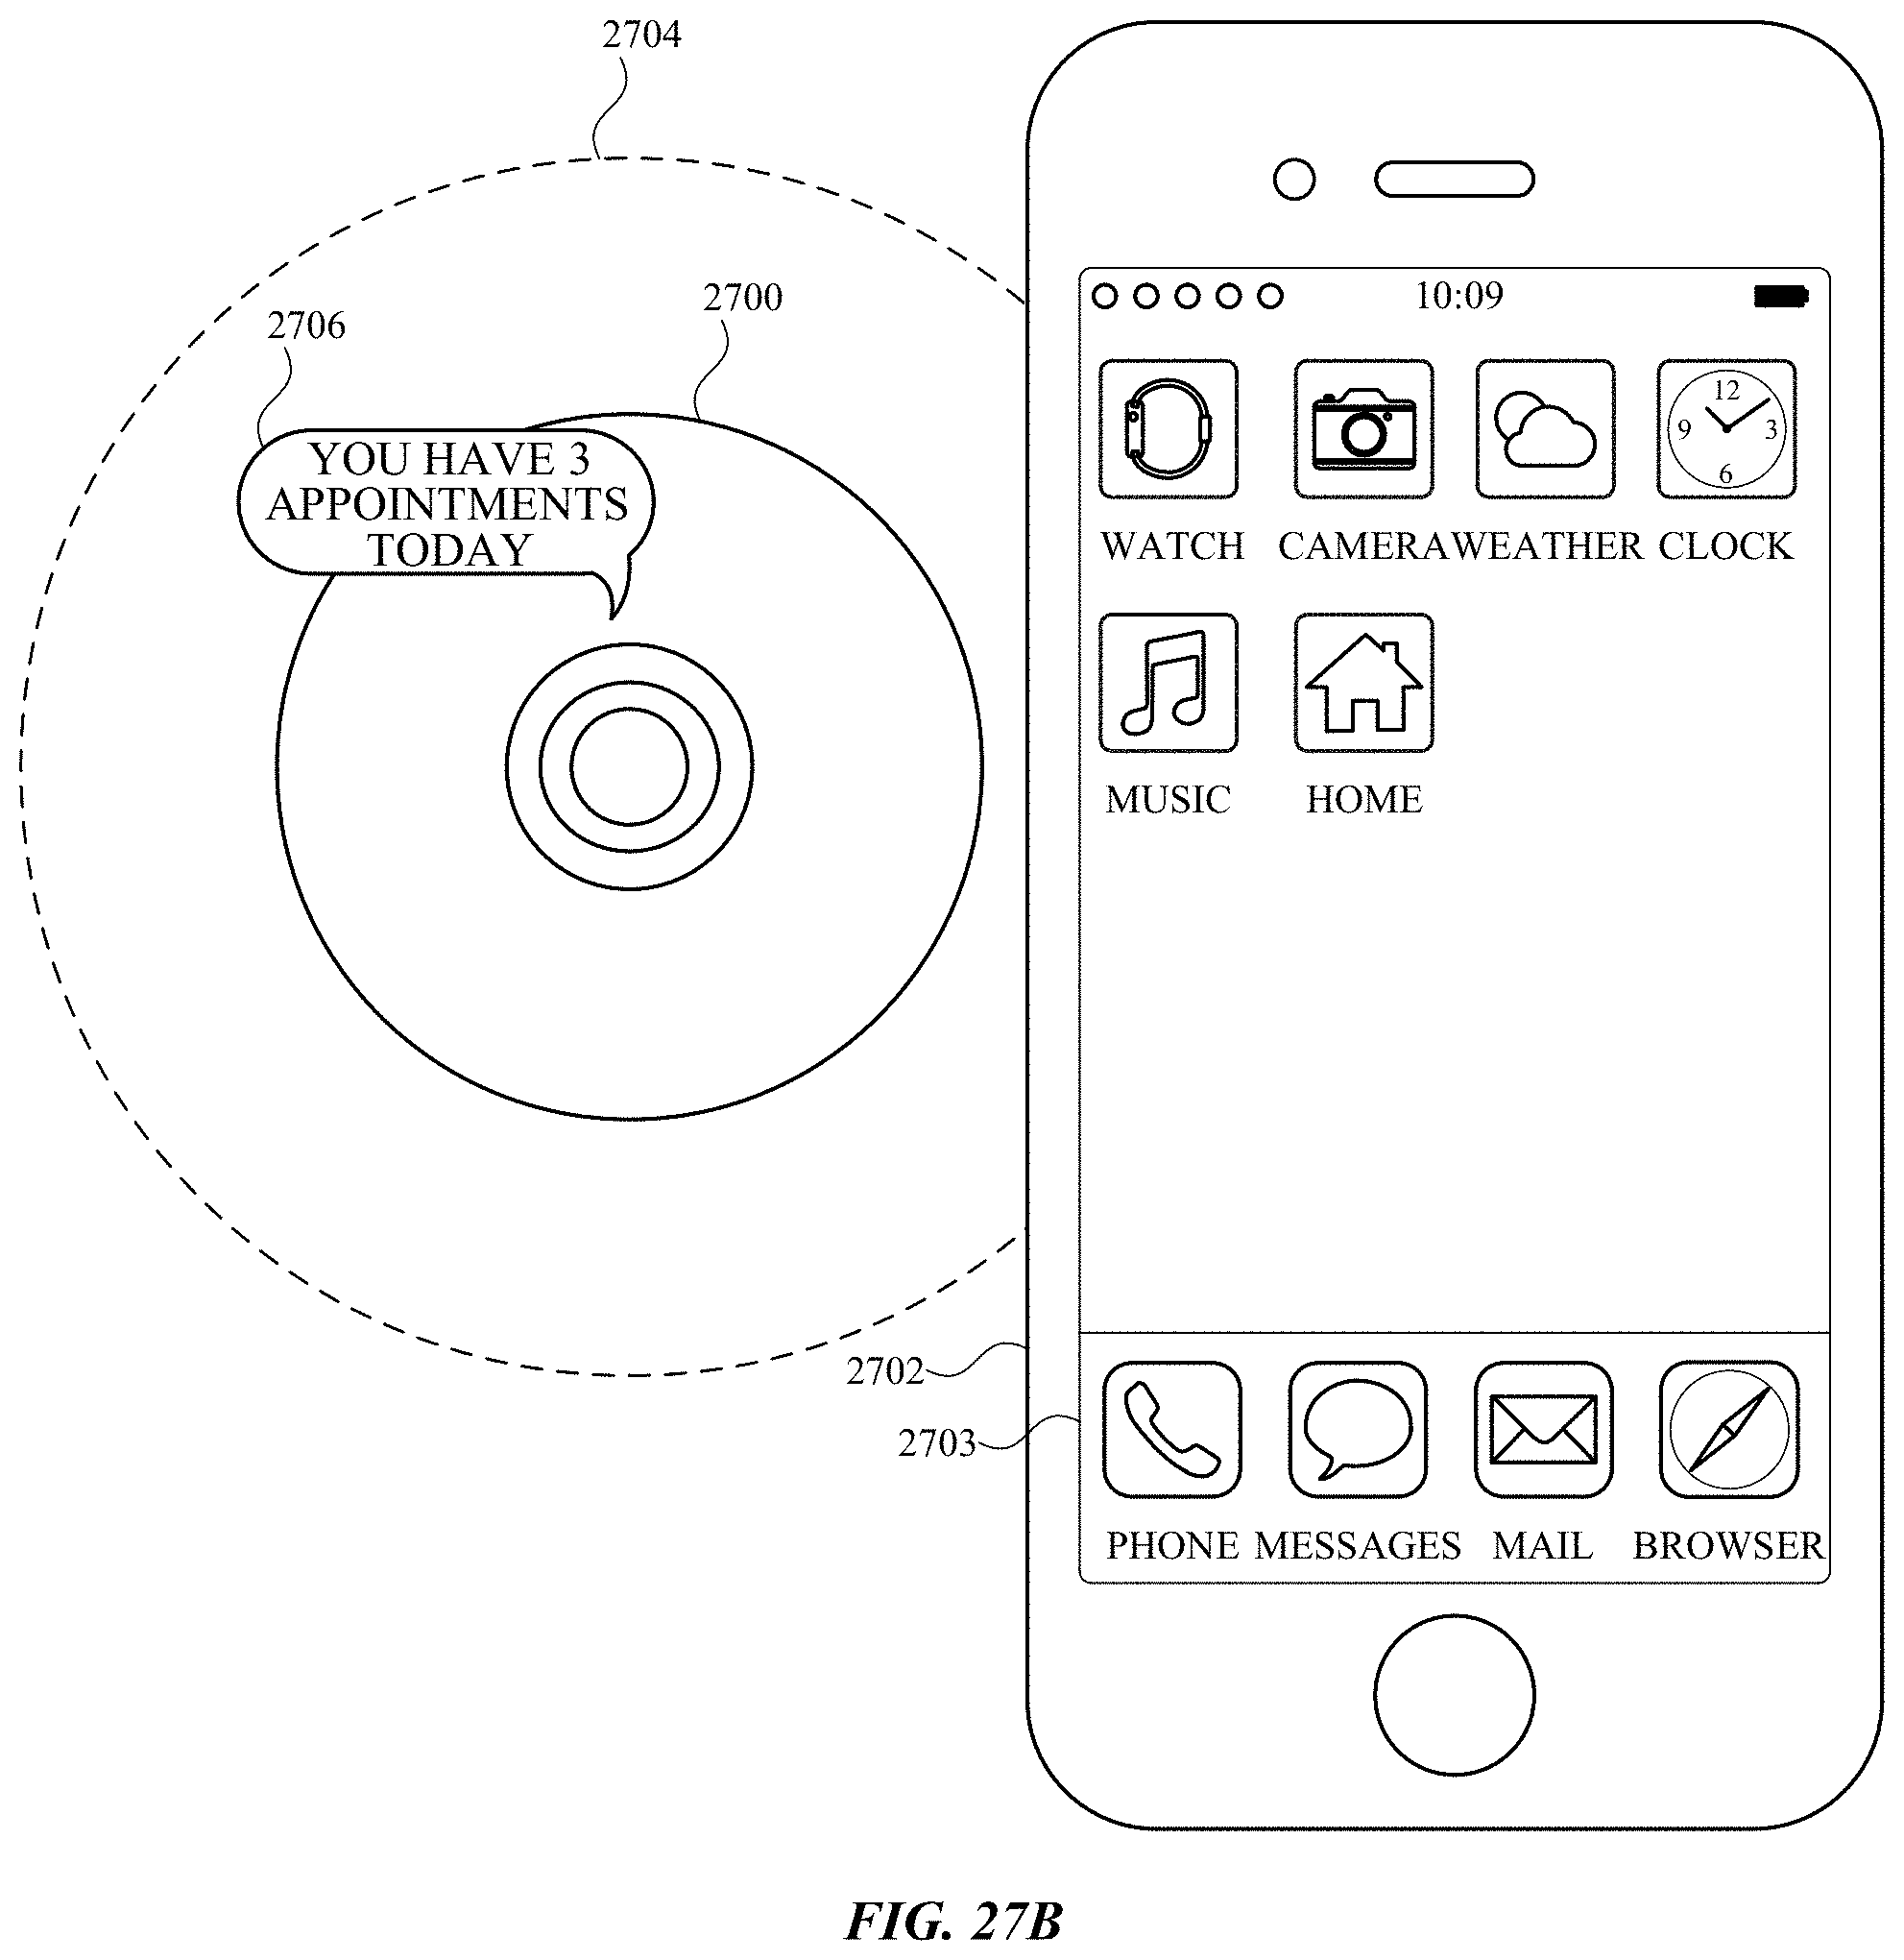 2704
2700
2706
YOU HAVE 3
APPOINTMENTS
TODAY
10:09
12
9
3
6
WATCH CAMERA WEATHER CLOCK
MUSIC HOME
2702
2703
PHONE MESSAGES MAIL BROWSER
FIG. 27B